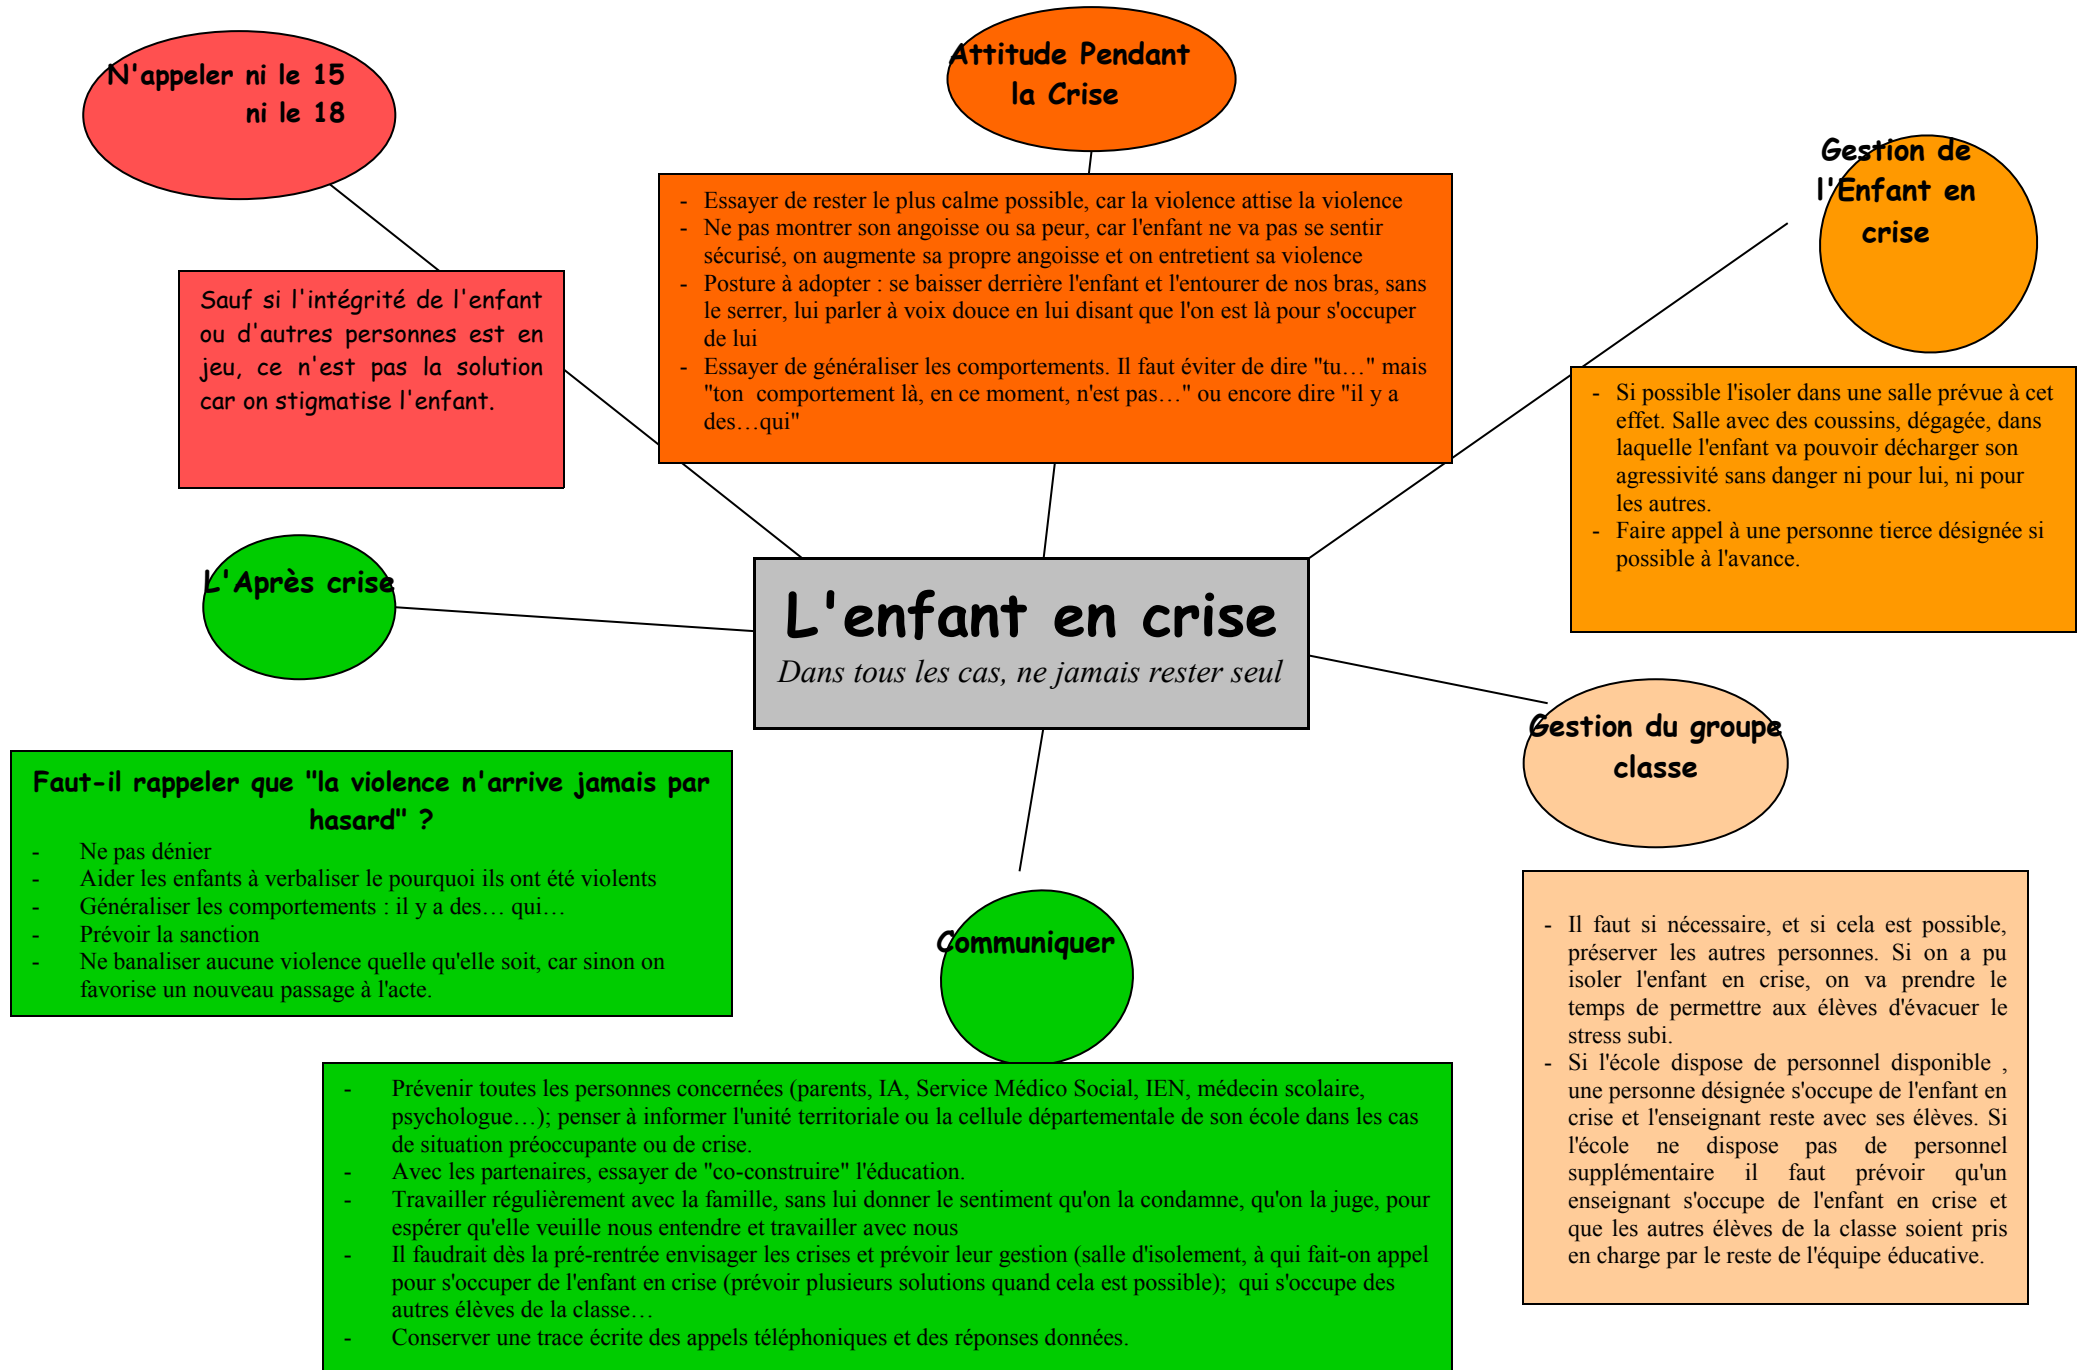 N'appeler ni le 15
ni le 18
Sauf si l'intégrité de l'enfant
ou d'autres personnes est en
jeu, ce n'est pas la solution
car on stigmatise l'enfant.
Attitude Pendant
la Crise
- Essayer de rester le plus calme possible, car la violence attise la violence
- Ne pas montrer son angoisse ou sa peur, car l'enfant ne va pas se sentir
sécurisé, on augmente sa propre angoisse et on entretient sa violence
- Posture à adopter : se baisser derrière l'enfant et l'entourer de nos bras, sans
le serrer, lui parler à voix douce en lui disant que l'on est là pour s'occuper
de lui
- Essayer de généraliser les comportements. Il faut éviter de dire "tu…" mais
"ton comportement là, en ce moment, n'est pas…" ou encore dire "il y a
des…qui"
Gestion de
l'Enfant en
crise
- Si possible l'isoler dans une salle prévue à cet
effet. Salle avec des coussins, dégagée, dans
laquelle l'enfant va pouvoir décharger son
agressivité sans danger ni pour lui, ni pour
les autres.
- Faire appel à une personne tierce désignée si
possible à l'avance.
L'enfant en crise
Dans tous les cas, ne jamais rester seul
L'Après crise
Faut-il rappeler que "la violence n'arrive jamais par
hasard" ?
- Ne pas dénier
- Aider les enfants à verbaliser le pourquoi ils ont été violents
- Généraliser les comportements : il y a des… qui…
- Prévoir la sanction
- Ne banaliser aucune violence quelle qu'elle soit, car sinon on
favorise un nouveau passage à l'acte.
Gestion du groupe
classe
- Il faut si nécessaire, et si cela est possible,
préserver les autres personnes. Si on a pu
isoler l'enfant en crise, on va prendre le
temps de permettre aux élèves d'évacuer le
stress subi.
- Si l'école dispose de personnel disponible ,
une personne désignée s'occupe de l'enfant en
crise et l'enseignant reste avec ses élèves. Si
l'école ne dispose pas de personnel
supplémentaire il faut prévoir qu'un
enseignant s'occupe de l'enfant en crise et
que les autres élèves de la classe soient pris
en charge par le reste de l'équipe éducative.
Communiquer
- Prévenir toutes les personnes concernées (parents, IA, Service Médico Social, IEN, médecin scolaire,
psychologue…); penser à informer l'unité territoriale ou la cellule départementale de son école dans les cas
de situation préoccupante ou de crise.
- Avec les partenaires, essayer de "co-construire" l'éducation.
- Travailler régulièrement avec la famille, sans lui donner le sentiment qu'on la condamne, qu'on la juge, pour
espérer qu'elle veuille nous entendre et travailler avec nous
- Il faudrait dès la pré-rentrée envisager les crises et prévoir leur gestion (salle d'isolement, à qui fait-on appel
pour s'occuper de l'enfant en crise (prévoir plusieurs solutions quand cela est possible); qui s'occupe des
autres élèves de la classe…
- Conserver une trace écrite des appels téléphoniques et des réponses données.